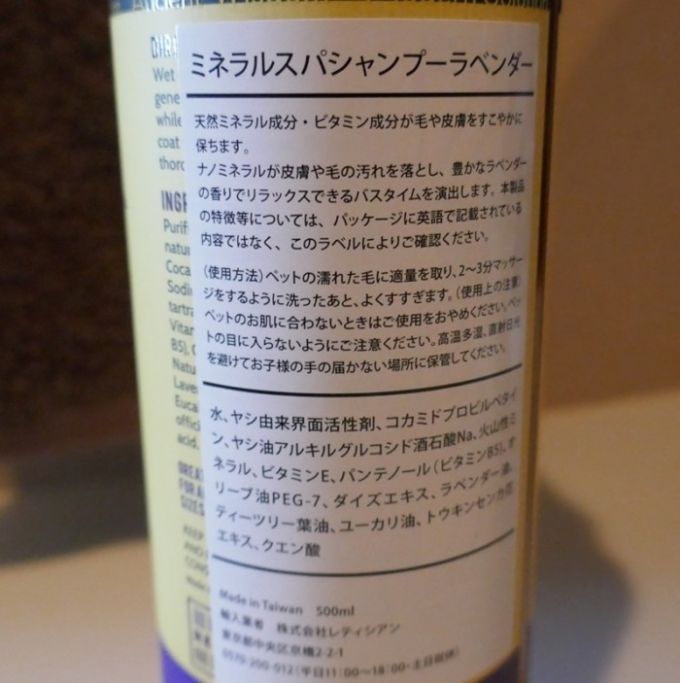 ミネラルスパシャンプーラベンダー
天然ミネラル成分・ビタミン成分が毛や皮膚をすこやかに
保ちます。
ナノミネラルが皮膚や毛の汚れを落とし、豊かなラベンダー
の香りでリラックスできるバスタイムを演出します。本製品
の特徴等については、パッケージに英語で記載されている
内容ではなく、このラベルによりご確認ください。
(使用方法)ペットの濡れた毛に適量を取り、2〜3分マッサー
ジをするように洗ったあと、よくすすぎます。(使用上の注意)
ペットのお肌に合わないときはご使用をおやめください。ペッ
トの目に入らないようにご注意ください。高温多湿、直射日光
を避けてお子様の手の届かない場所に保管してください。
水、ヤシ由来界面活性剤、コカミドプロピルベタイ
ン、ヤシ油アルキルグルコシド酒石酸Na、火山性ミ
ネラル、ビタミンE、パンテノール(ビタミンB5)、オ
リーブ油PEG-7、ダイズエキス、ラベンダー油、
ティーツリー葉油、ユーカリ油、トウキンセンカ花
エキス、クエン酸
Made in Taiwan 500ml
輸入業者 株式会社レティシアン
東京都中央区京橋2-2-1
0570-200-012(平日11:00〜18:00・土日祝休)
Wet
gene
while
coat
thoro
INGR
Purifi
natu
Coca
Sodi
tartra
Vitan
B5), 
Natu
Lave
Euca
offici
acid.